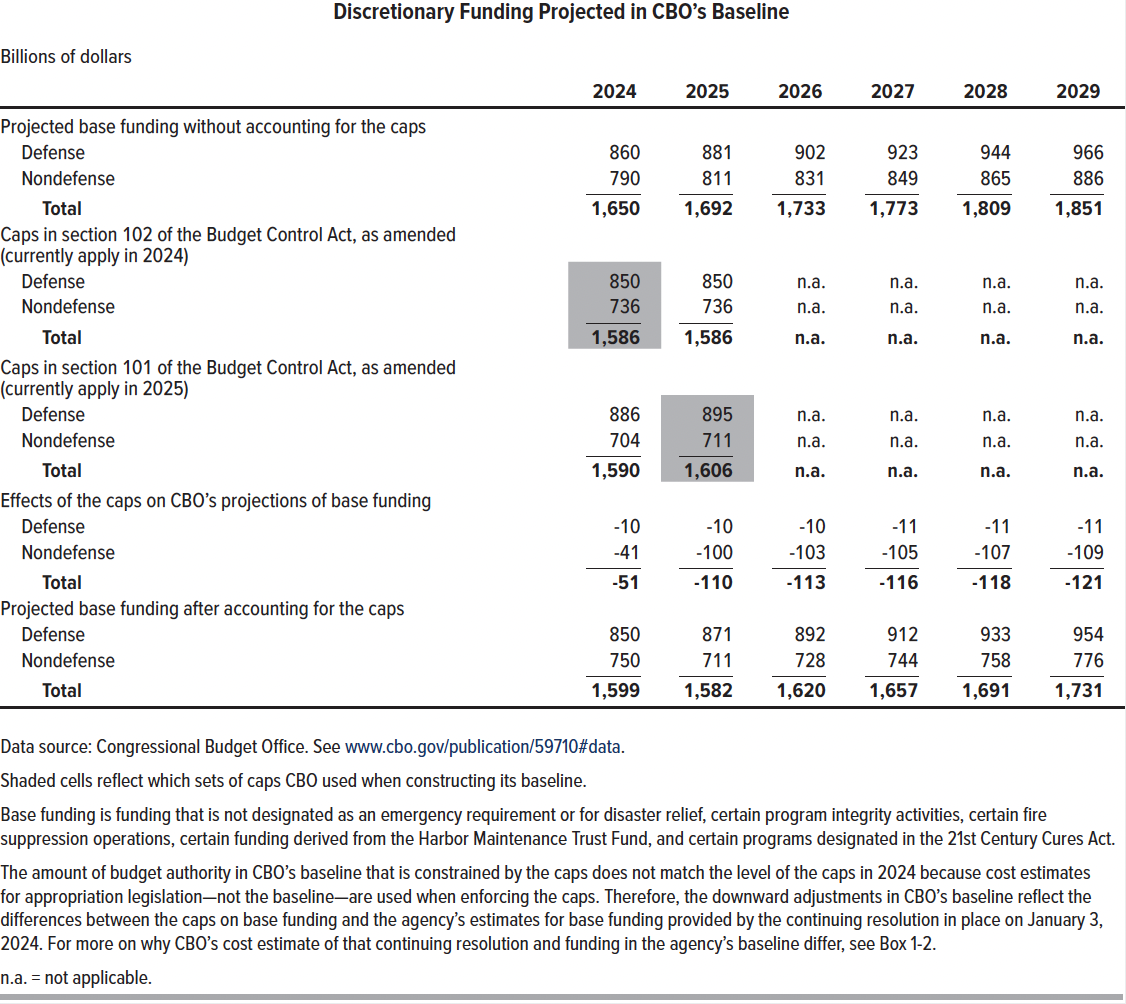 Discretionary Funding Projected in CBO’s Baseline
Billions of dollars
2024 2025 2026 2027 2028 2029
Projected base funding without accounting for the caps
Defense 860 881 902 923 944 966
Nondefense 790 811 831 849 865 886
Total 1,650 1,692 1,733 1,773 1,809 1,851
Caps in section 102 of the Budget Control Act, as amended
(currently apply in 2024)
Defense 850 850 n.a. n.a. n.a. n.a.
Nondefense 736 736 n.a. n.a. n.a. n.a.
Total 1,586 1,586 n.a. n.a. n.a. n.a.
Caps in section 101 of the Budget Control Act, as amended
(currently apply in 2025)
Defense 886 895 n.a. n.a. n.a. n.a.
Nondefense 704 711 n.a. n.a. n.a. n.a.
Total 1,590 1,606 n.a. n.a. n.a. n.a.
Effects of the caps on CBO’s projections of base funding
Defense -10 -10 -10 -11 -11 -11
Nondefense -41 -100 -103 -105 -107 -109
Total -51 -110 -113 -116 -118 -121
Projected base funding after accounting for the caps
Defense 850 871 892 912 933 954
Nondefense 750 711 728 744 758 776
Total 1,599 1,582 1,620 1,657 1,691 1,731
Data source: Congressional Budget Office. See www.cbo.gov/publication/59710#data.
Shaded cells reflect which sets of caps CBO used when constructing its baseline.
Base funding is funding that is not designated as an emergency requirement or for disaster relief, certain program integrity activities, certain fire
suppression operations, certain funding derived from the Harbor Maintenance Trust Fund, and certain programs designated in the 21st Century Cures Act.
The amount of budget authority in CBO’s baseline that is constrained by the caps does not match the level of the caps in 2024 because cost estimates
for appropriation legislation—not the baseline—are used when enforcing the caps. Therefore, the downward adjustments in CBO’s baseline reflect the
differences between the caps on base funding and the agency’s estimates for base funding provided by the continuing resolution in place on January 3,
2024. For more on why CBO’s cost estimate of that continuing resolution and funding in the agency’s baseline differ, see Box 1-2.
n.a. = not applicable.